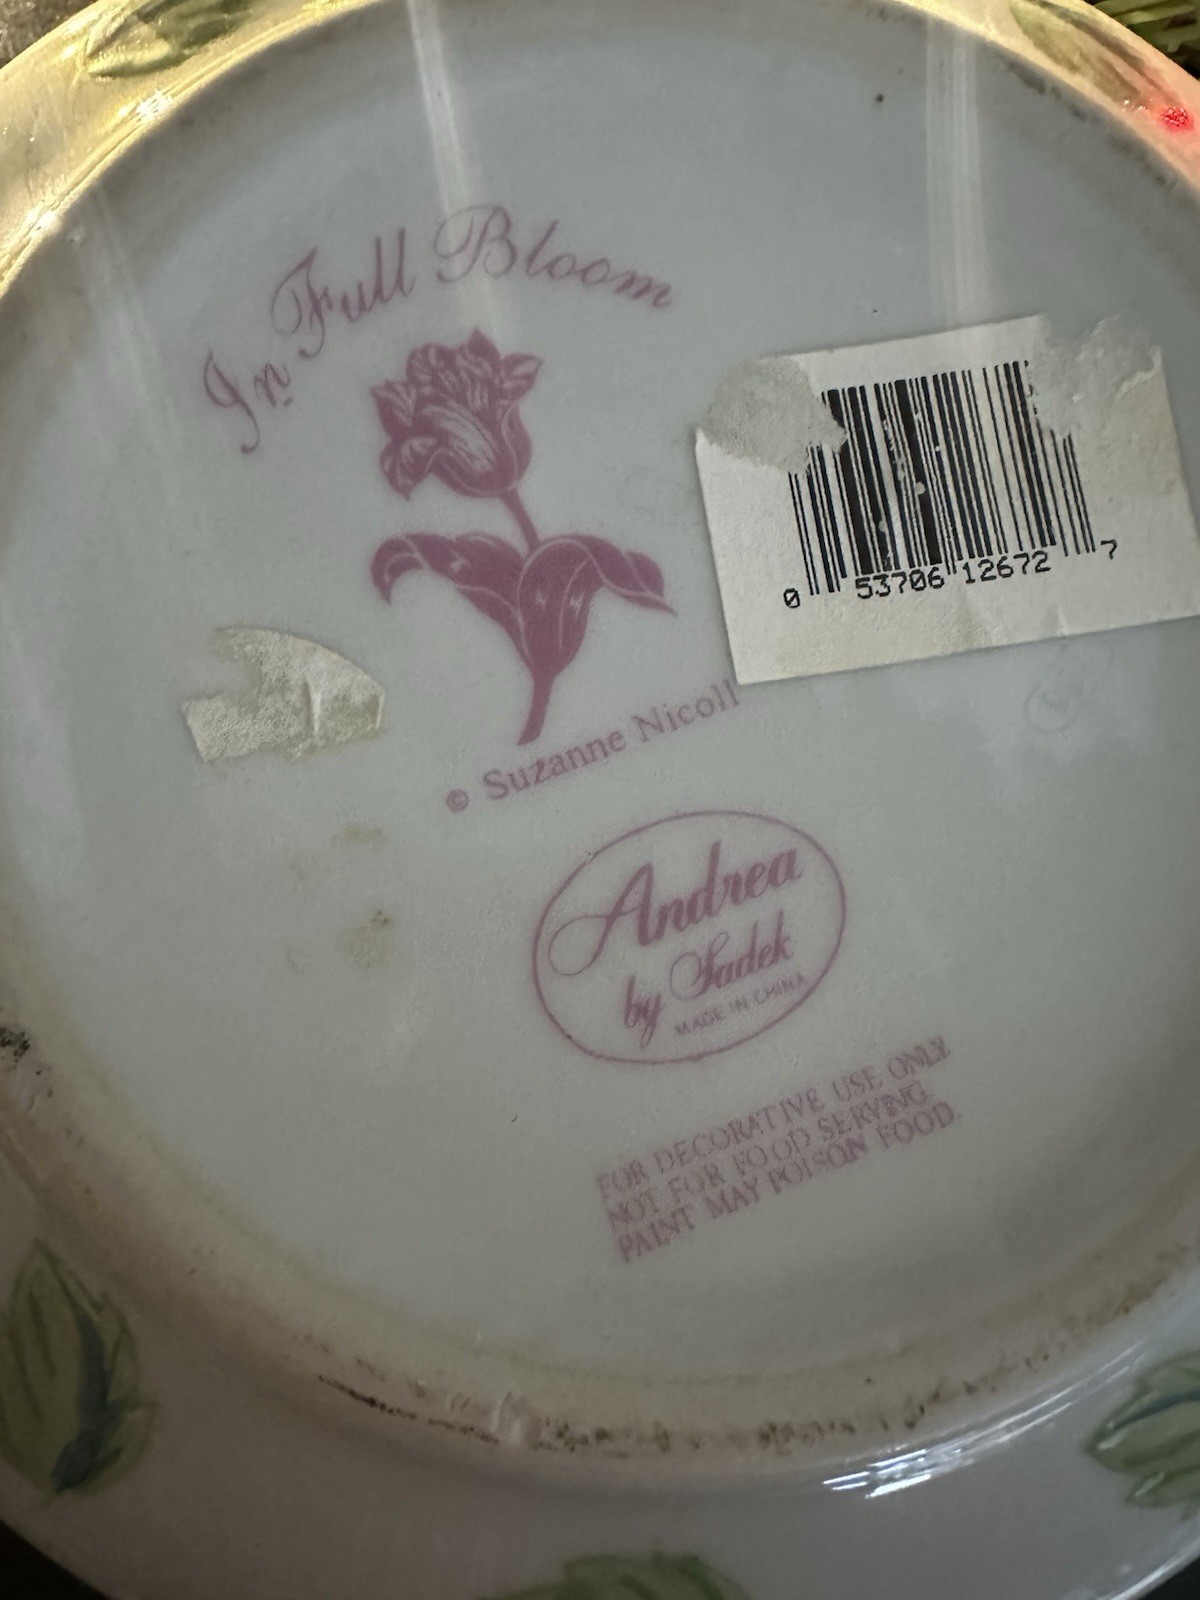 In Full Bloom
© Suzanne Nicoll
0 53706 12672 7
Andrea
by Sadek
MADE IN CHINA
FOR DECORATIVE USE ONLY
NOT FOR FOOD SERVING
PAINT MAY POISON FOOD